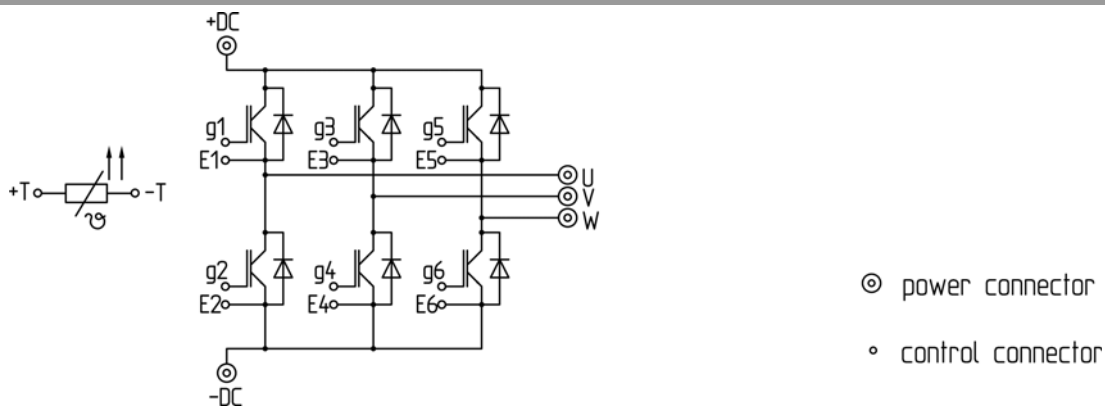 +DC
g1
g3
g5
E1
E3
E5
+T
-T
ϑ
U
V
W
g2
g4
g6
E2
E4
E6
-DC
power connector
control connector